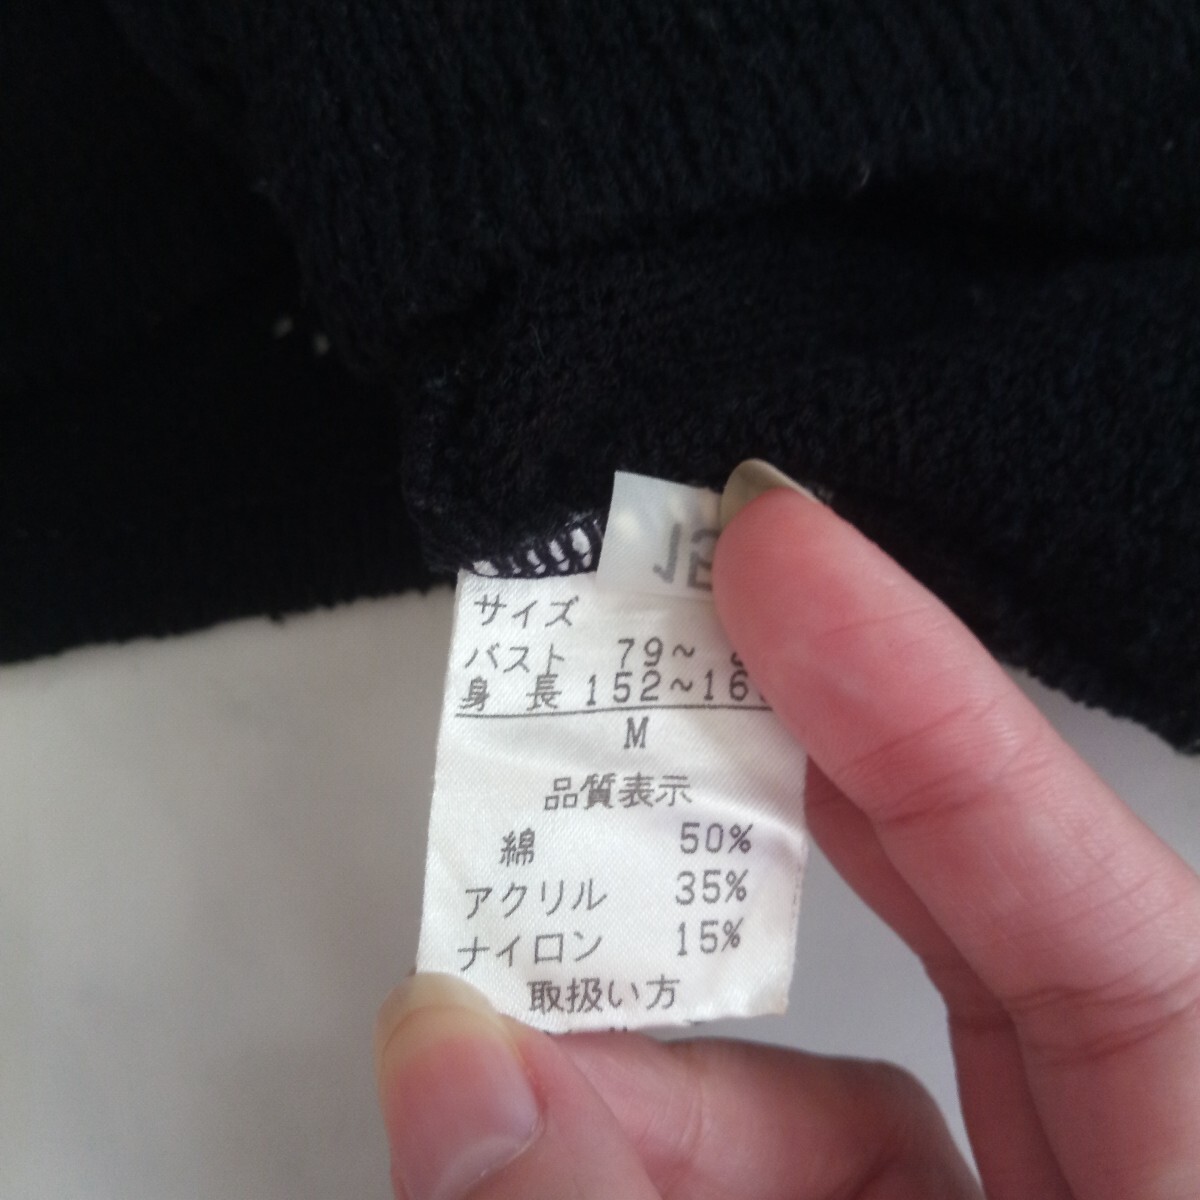 サイズ
バスト 79~
身長 152~16
M
品質表示
綿 50%
アクリル 35%
ナイロン 15%
取扱い方